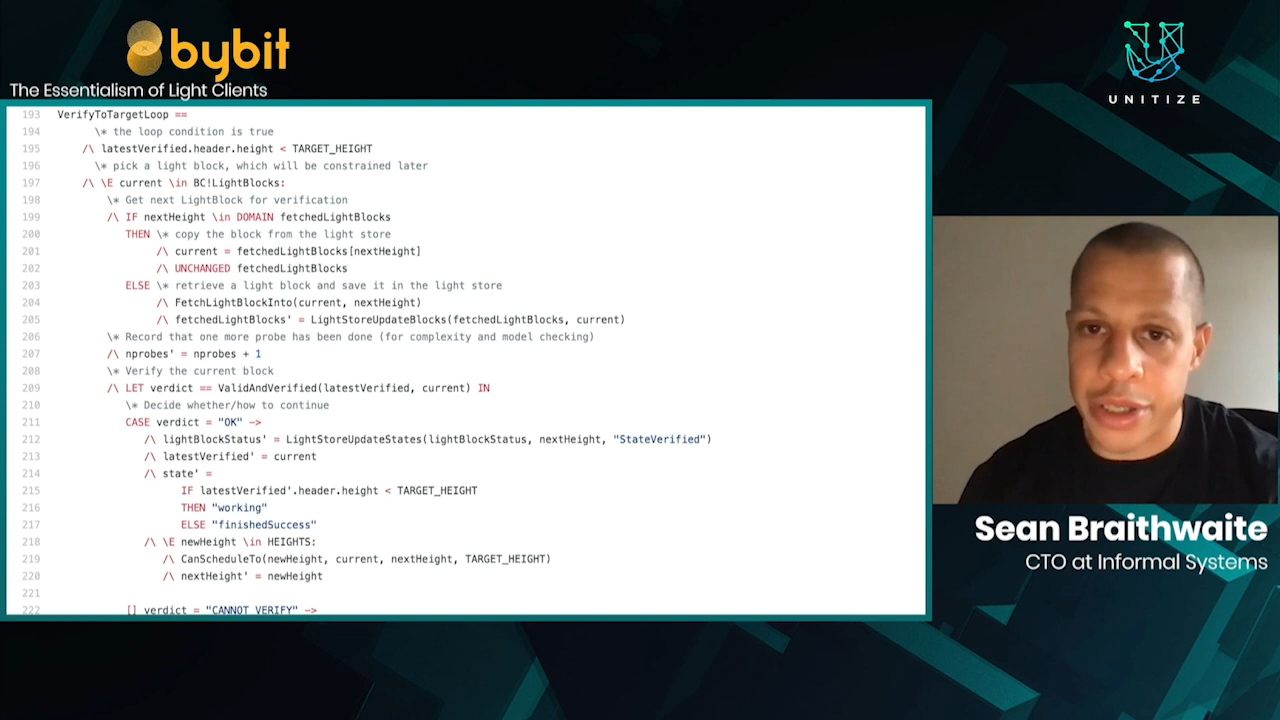 bybit
The Essentialism of Light Clients
UNITIZE
193 VerifyToTargetLoop ==
194 \* the loop condition is true
195 /\ latestVerified.header.height < TARGET_HEIGHT
196 \* pick a light block, which will be constrained later
197 /\ \E current \in BC!LightBlocks:
198 \* Get next LightBlock for verification
199 /\ IF nextHeight \in DOMAIN fetchedLightBlocks
200 THEN \* copy the block from the light store
201 /\ current = fetchedLightBlocks[nextHeight]
202 /\ UNCHANGED fetchedLightBlocks
203 ELSE \* retrieve a light block and save it in the light store
204 /\ FetchLightBlockInto(current, nextHeight)
205 /\ fetchedLightBlocks' = LightStoreUpdateBlocks(fetchedLightBlocks, current)
206 \* Record that one more probe has been done (for complexity and model checking)
207 /\ nprobes' = nprobes + 1
208 \* Verify the current block
209 /\ LET verdict == ValidAndVerified(latestVerified, current) IN
210 \* Decide whether/how to continue
211 CASE verdict = "OK" ->
212 /\ lightBlockStatus' = LightStoreUpdateStates(lightBlockStatus, nextHeight, "StateVerified")
213 /\ latestVerified' = current
214 /\ state' =
215 IF latestVerified'.header.height < TARGET_HEIGHT
216 THEN "working"
217 ELSE "finishedSuccess"
218 /\ \E newHeight \in HEIGHTS:
219 /\ CanScheduleTo(newHeight, current, nextHeight, TARGET_HEIGHT)
220 /\ nextHeight' = newHeight
221
222 [] verdict = "CANNOT_VERIFY" ->
Sean Braithwaite
CTO at Informal Systems